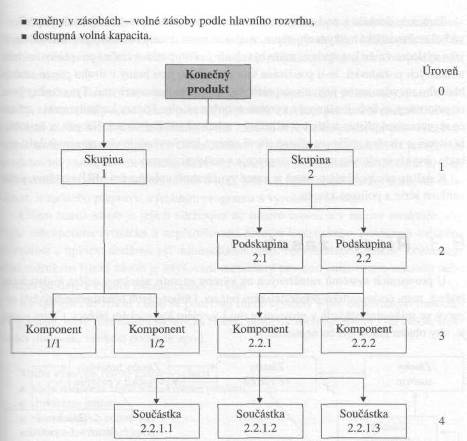 ■ změny v zásobách – volné zásoby podle hlavního rozvrhu,
■ dostupná volná kapacita.
Konečný
produkt
Úroveň
0
Skupina
1
Skupina
2
1
Podskupina
2.1
Podskupina
2.2
2
Komponent
1/1
Komponent
1/2
Komponent
2.2.1
Komponent
2.2.2
3
Součástka
2.2.1.1
Součástka
2.2.1.2
Součástka
2.2.1.3
4